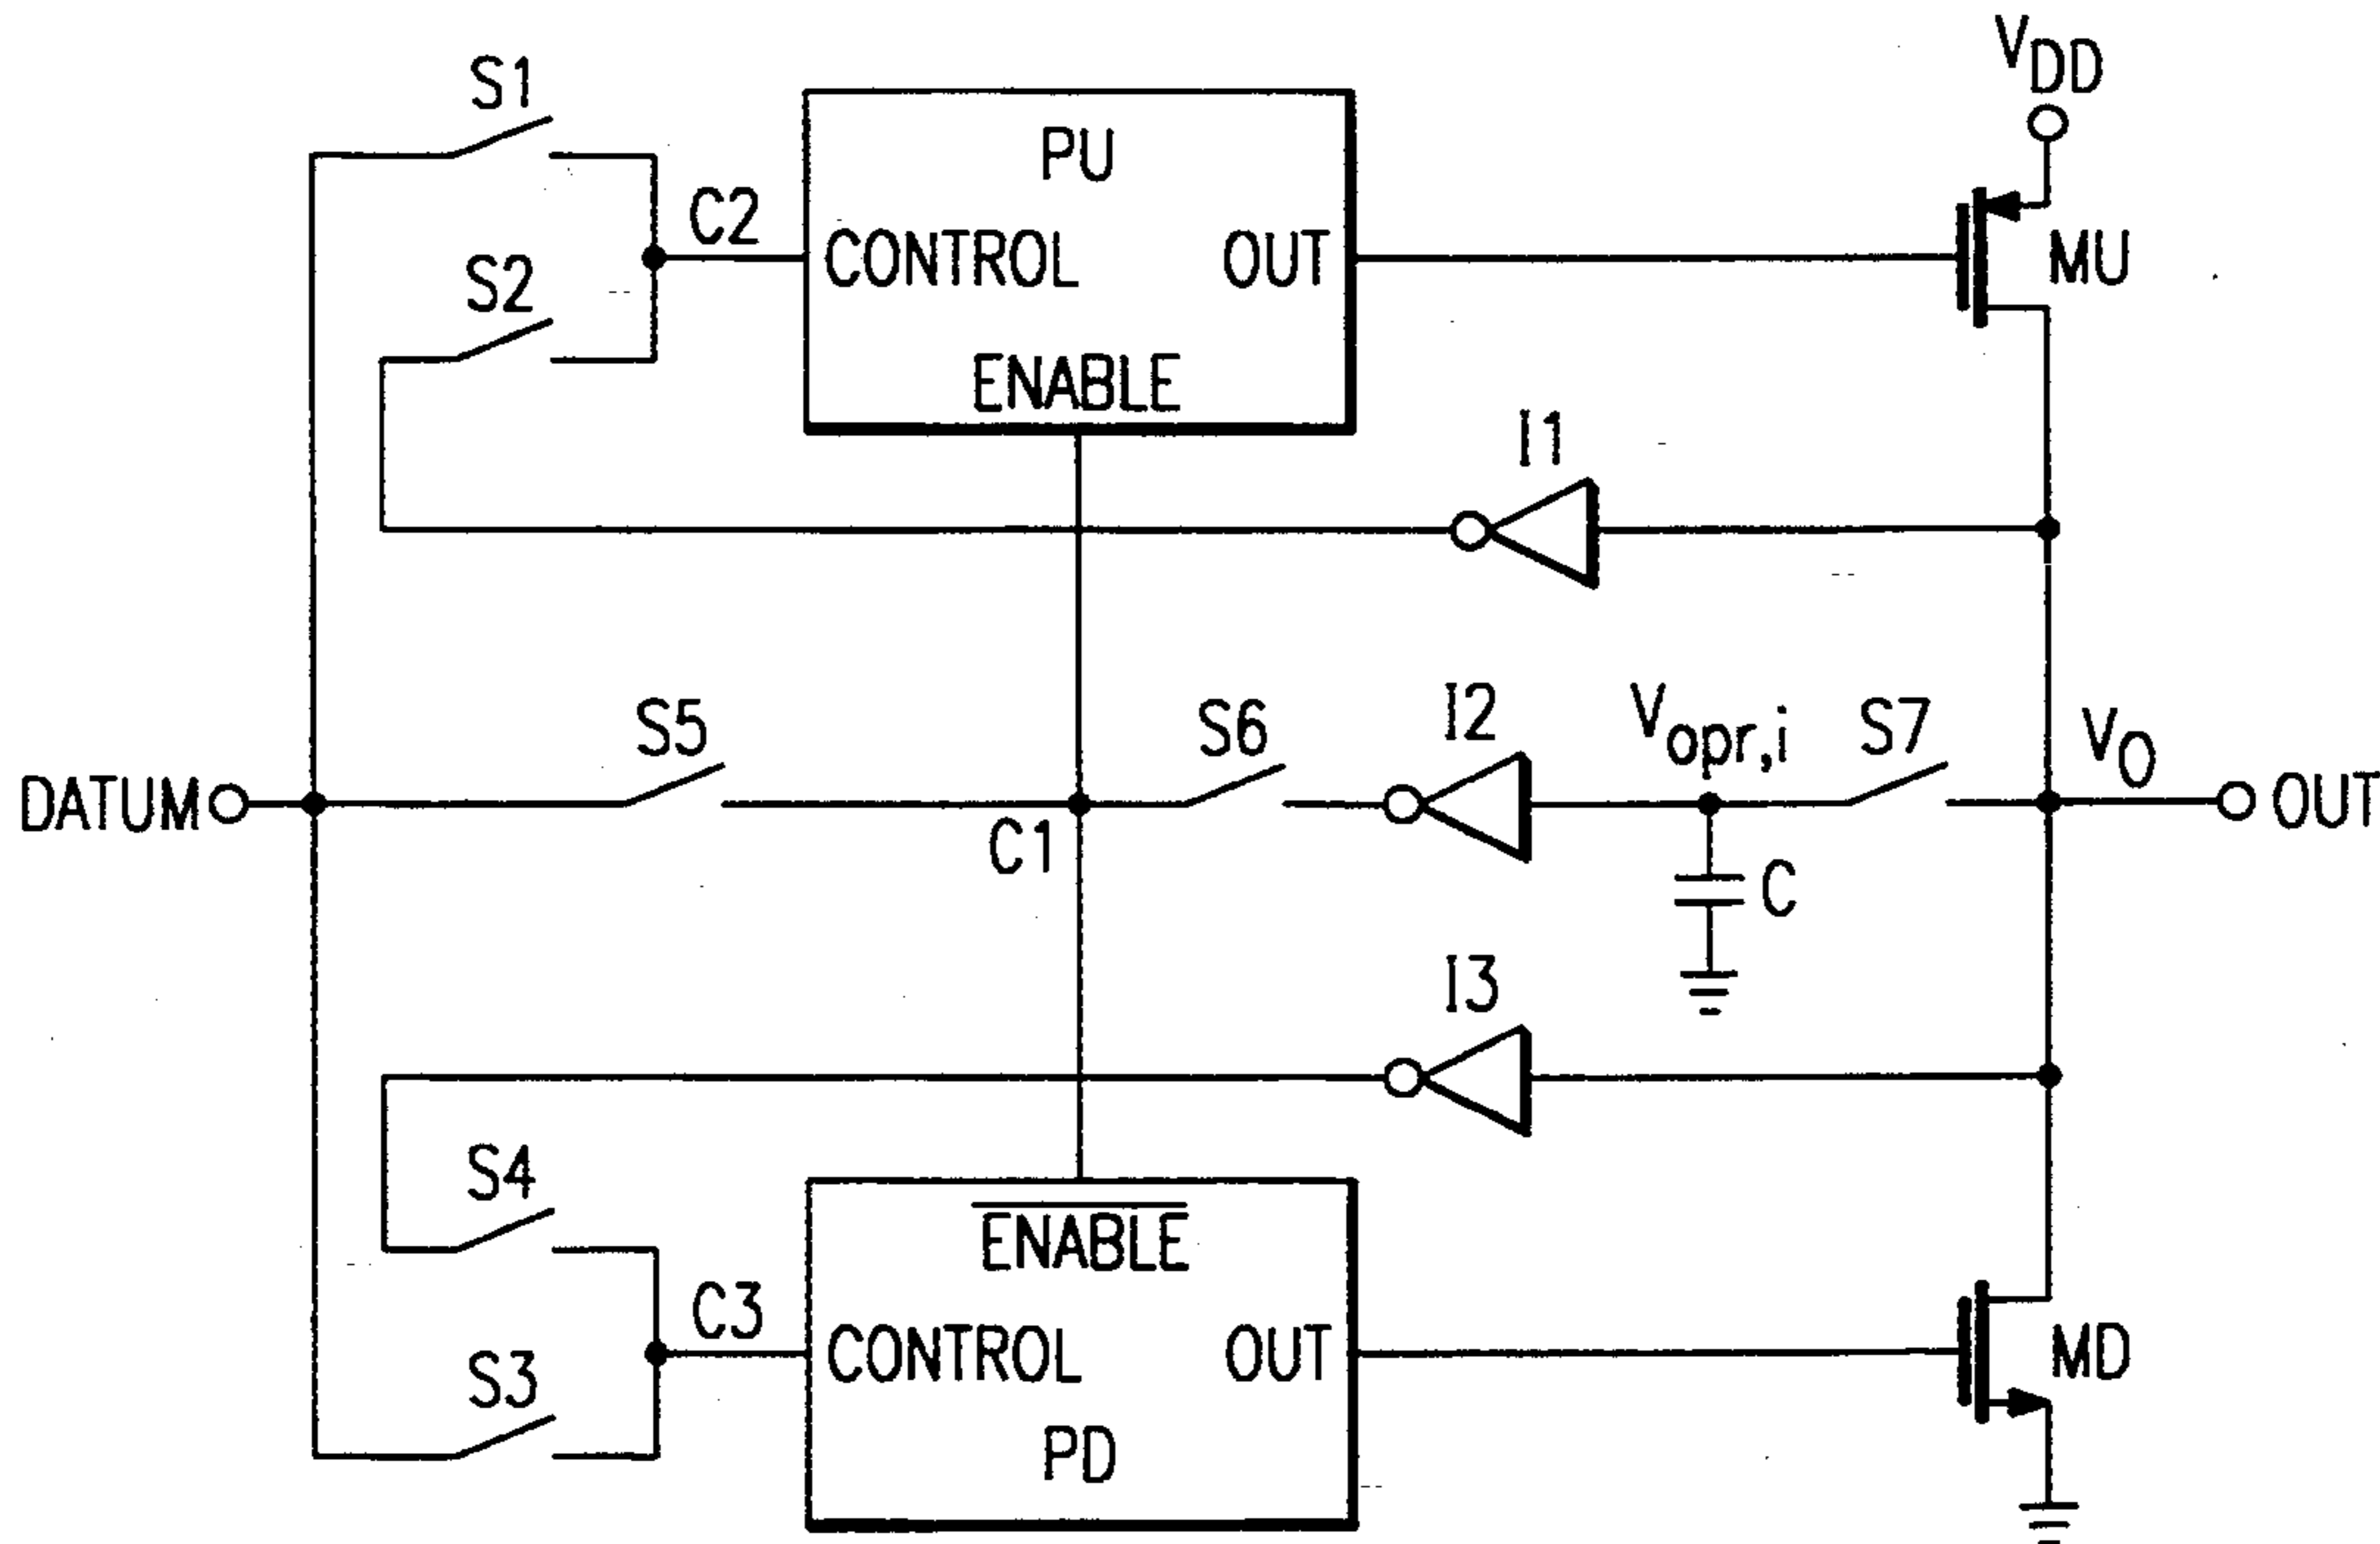 S1
V_DD
PU
C2
CONTROL OUT
MU
S2
ENABLE
I1
S5
S6
I2
V_opr,i
S7
V_O
DATUM
OUT
C1
C
I3
S4
ENABLE
C3
CONTROL OUT
MD
S3
PD